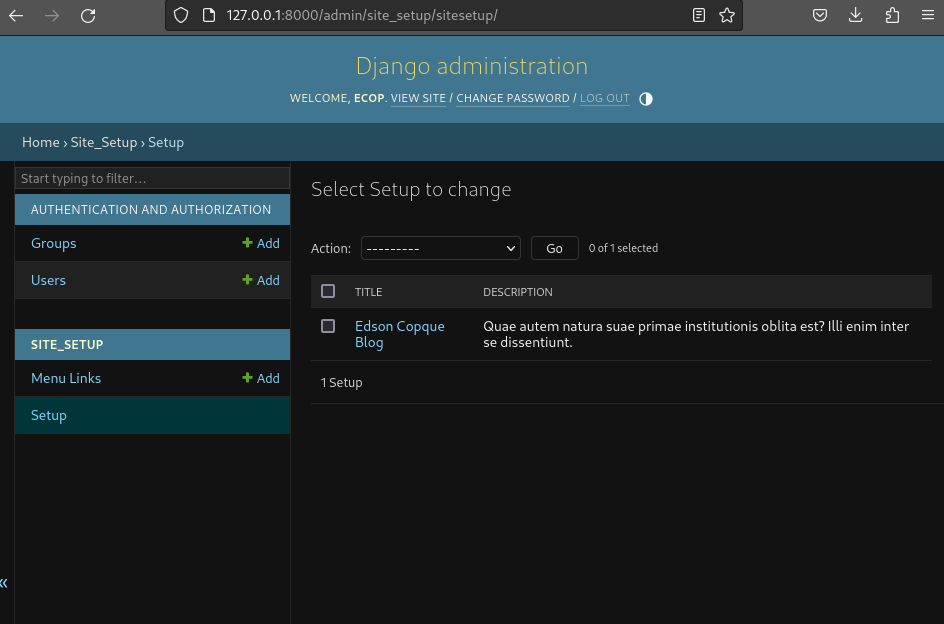 127.0.0.1:8000/admin/site_setup/sitesetup/
Django administration
WELCOME, ECOP. VIEW SITE / CHANGE PASSWORD / LOG OUT
Home › Site_Setup › Setup
Start typing to filter...
AUTHENTICATION AND AUTHORIZATION
Groups + Add
Users + Add
SITE_SETUP
Menu Links + Add
Setup
«
Select Setup to change
Action: --------- Go 0 of 1 selected
TITLE DESCRIPTION
Edson Copque Quae autem natura suae primae institutionis oblita est? Illi enim inter
Blog se dissentiunt.
1 Setup